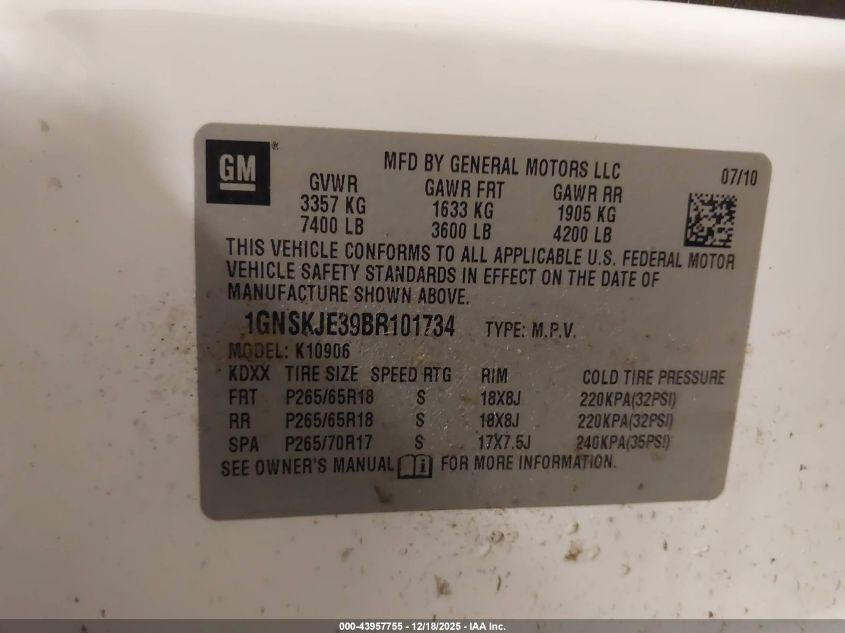 GM®
MFD BY GENERAL MOTORS LLC 07/10
GVWR GAWR FRT GAWR RR
3357 KG 1633 KG 1905 KG
7400 LB 3600 LB 4200 LB
THIS VEHICLE CONFORMS TO ALL APPLICABLE U.S. FEDERAL MOTOR
VEHICLE SAFETY STANDARDS IN EFFECT ON THE DATE OF
MANUFACTURE SHOWN ABOVE.
1GNSKJE39BR101734 TYPE: M.P.V.
MODEL: K10906
KDXX TIRE SIZE SPEED RTG RIM COLD TIRE PRESSURE
FRT P265/65R18 S 18X8J 220KPA(32PSI)
RR P265/65R18 S 18X8J 220KPA(32PSI)
SPA P265/70R17 S 17X7.5J 240KPA(35PSI)
SEE OWNER'S MANUAL i FOR MORE INFORMATION.
000-43957755 - 12/18/2025 - IAA Inc.